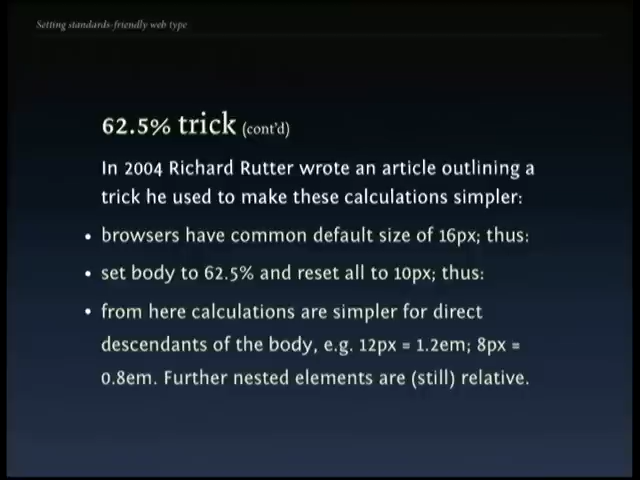 Setting standards-friendly web type
62.5% trick (cont'd)
In 2004 Richard Rutter wrote an article outlining a
trick he used to make these calculations simpler:
• browsers have common default size of 16px; thus:
• set body to 62.5% and reset all to 10px; thus:
• from here calculations are simpler for direct
descendants of the body, e.g. 12px = 1.2em; 8px =
0.8em. Further nested elements are (still) relative.